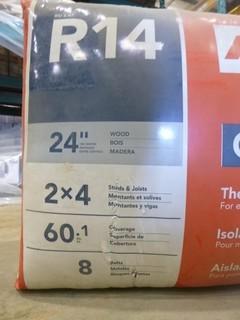 R14
24"
WOOD
BOIS
MADERA
2×4
Studs & Joists
Montants et solives
Montantes y vigas
60.1
Coverage
Superficie de
Cobertura
8
Batts
The
For e
Isola
Pour m
Aisla